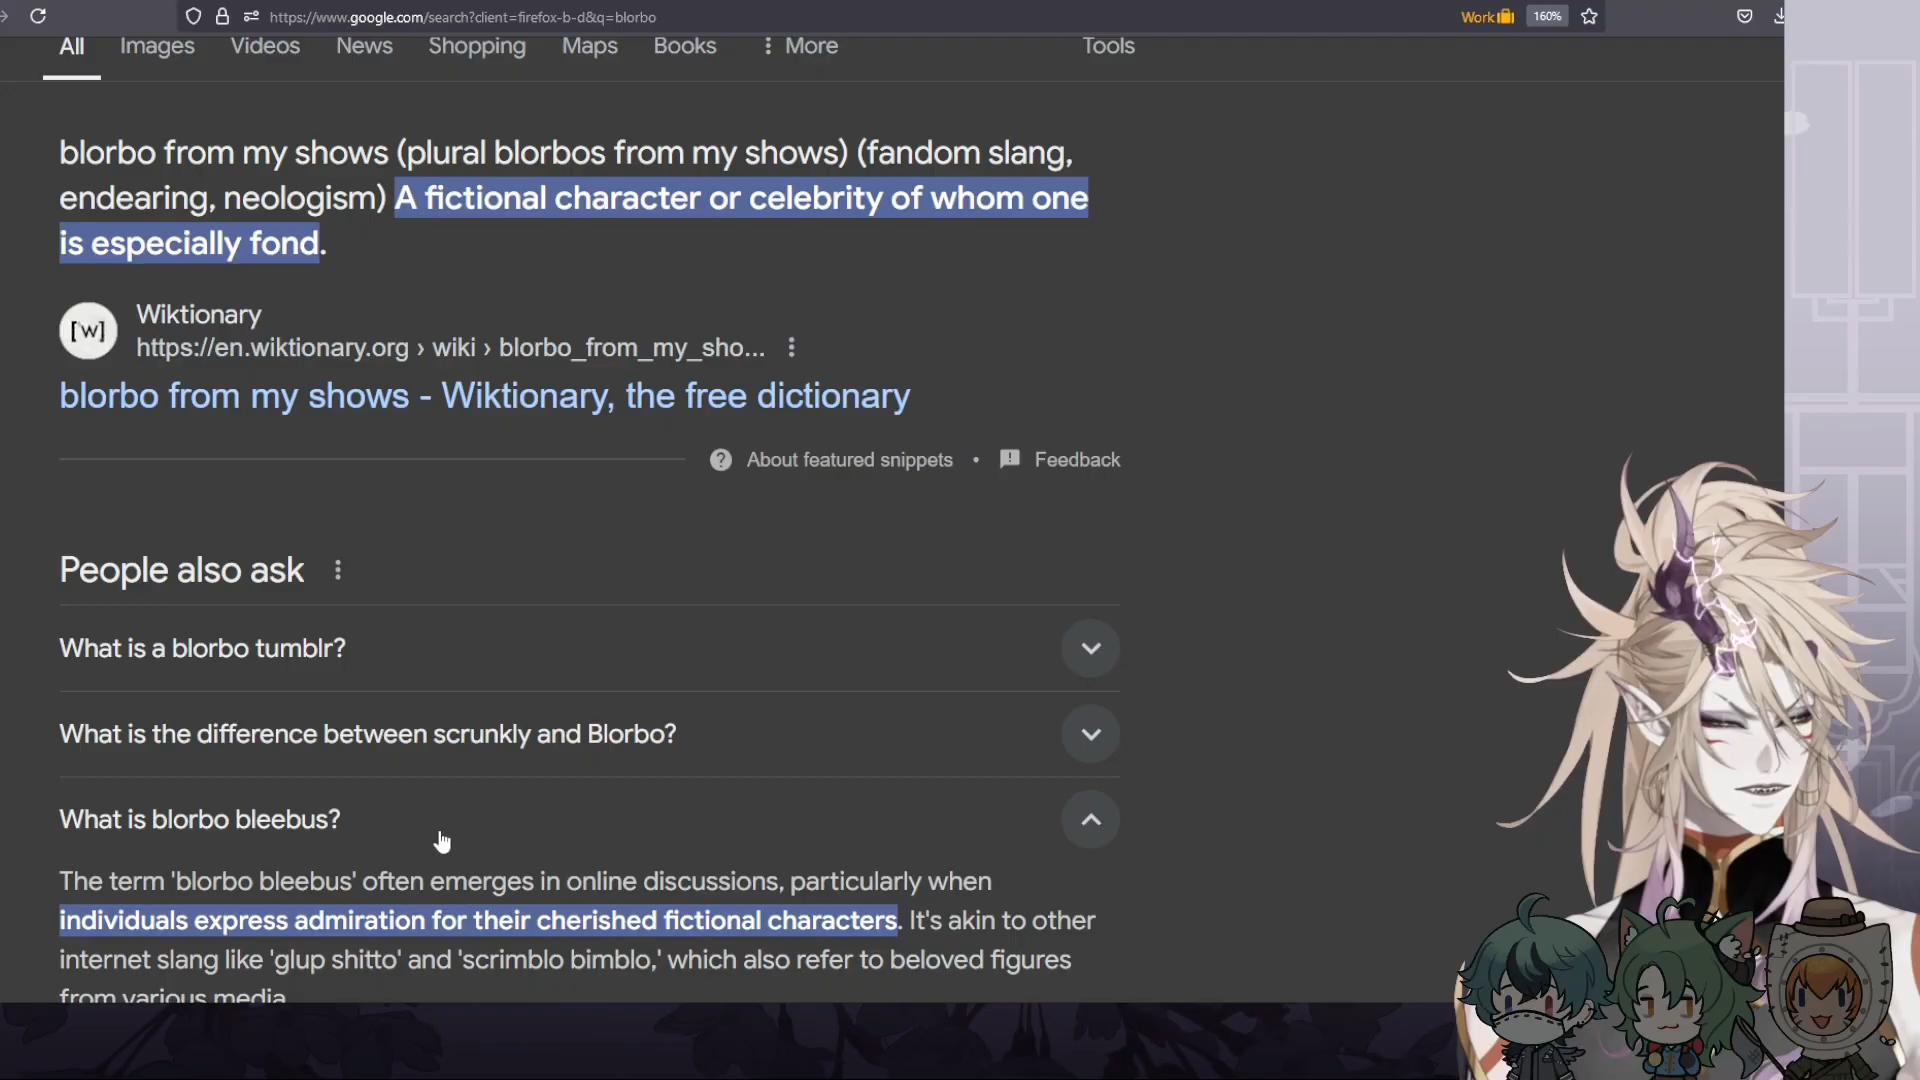 https://www.google.com/search?client=firefox-b-d&q=blorbo
Work
160%
All
Images
Videos
News
Shopping
Maps
Books
More
Tools
blorbo from my shows (plural blorbos from my shows) (fandom slang,
endearing, neologism) A fictional character or celebrity of whom one
is especially fond.
[W]
Wiktionary
https://en.wiktionary.org › wiki › blorbo_from_my_sho...
blorbo from my shows - Wiktionary, the free dictionary
About featured snippets • Feedback
People also ask
What is a blorbo tumblr?
What is the difference between scrunkly and Blorbo?
What is blorbo bleebus?
The term 'blorbo bleebus' often emerges in online discussions, particularly when
individuals express admiration for their cherished fictional characters. It's akin to other
internet slang like 'glup shitto' and 'scrimblo bimblo,' which also refer to beloved figures
from various media